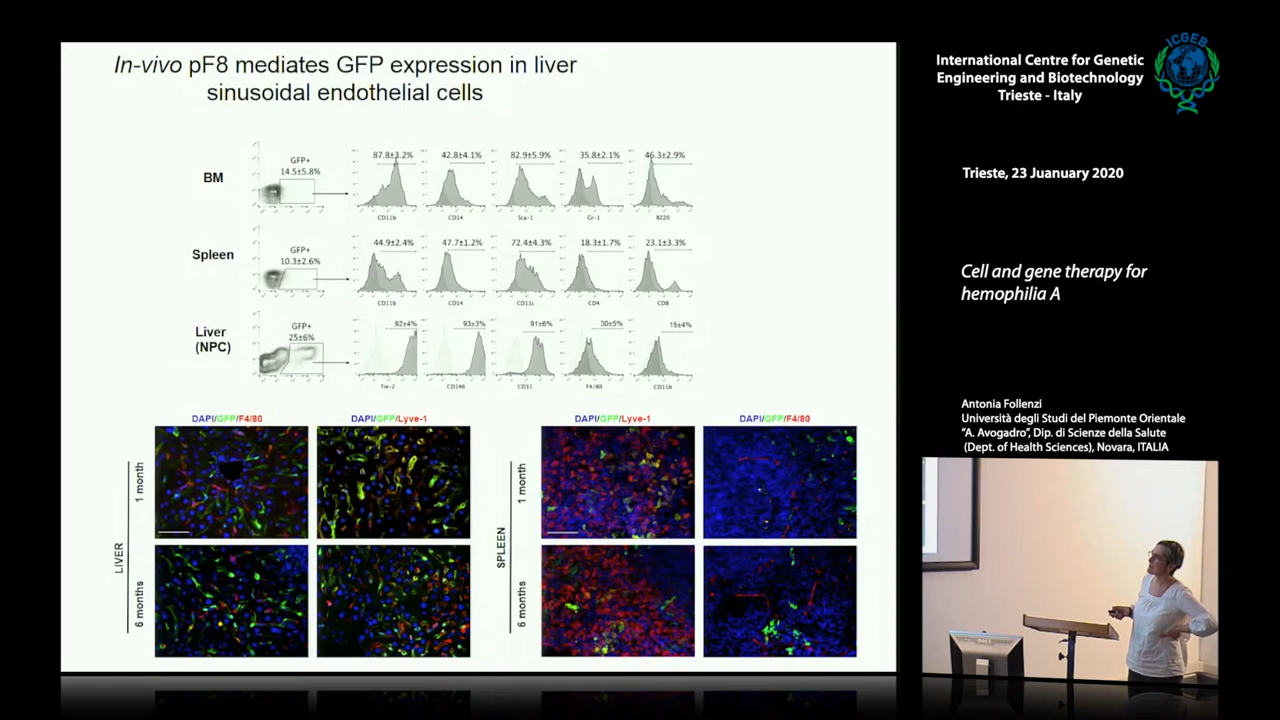 In-vivo pF8 mediates GFP expression in liver
sinusoidal endothelial cells
BM
GFP+
14.5±5.8%
87.8±3.2%
42.8±4.1%
82.9±5.9%
35.8±2.1%
46.3±2.9%
CD11b
CD14
Sca-1
Gr-1
B220
Spleen
GFP+
10.3±2.6%
44.9±2.4%
47.7±1.2%
72.4±4.3%
18.3±1.7%
23.1±3.3%
CD11b
CD14
CD11c
CD4
CD8
Liver
(NPC)
GFP+
25±6%
92±4%
93±3%
91±6%
30±5%
15±4%
Tie-2
CD146
CD31
F4/80
CD11b
DAPI/GFP/F4/80
DAPI/GFP/Lyve-1
DAPI/GFP/Lyve-1
DAPI/GFP/F4/80
LIVER
1 month
6 months
SPLEEN
1 month
6 months
International Centre for Genetic
Engineering and Biotechnology
Trieste - Italy
ICGEB
Trieste, 23 Juanuary 2020
Cell and gene therapy for
hemophilia A
Antonia Follenzi
Università degli Studi del Piemonte Orientale
“A. Avogadro”, Dip. di Scienze della Salute
(Dept. of Health Sciences), Novara, ITALIA